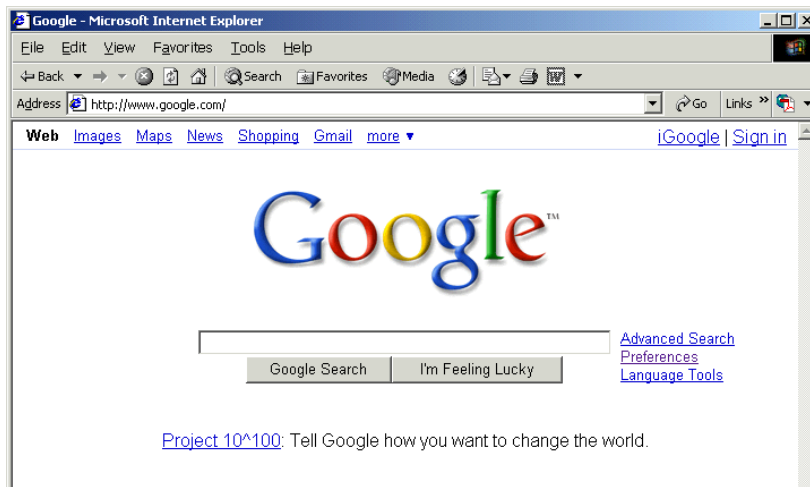 Google - Microsoft Internet Explorer
File Edit View Favorites Tools Help
Back Search Favorites Media
Address http://www.google.com/ Go Links »
Web Images Maps News Shopping Gmail more ▼ iGoogle | Sign in
Google™
Advanced Search
Preferences
Google Search I'm Feeling Lucky
Language Tools
Project 10^100: Tell Google how you want to change the world.